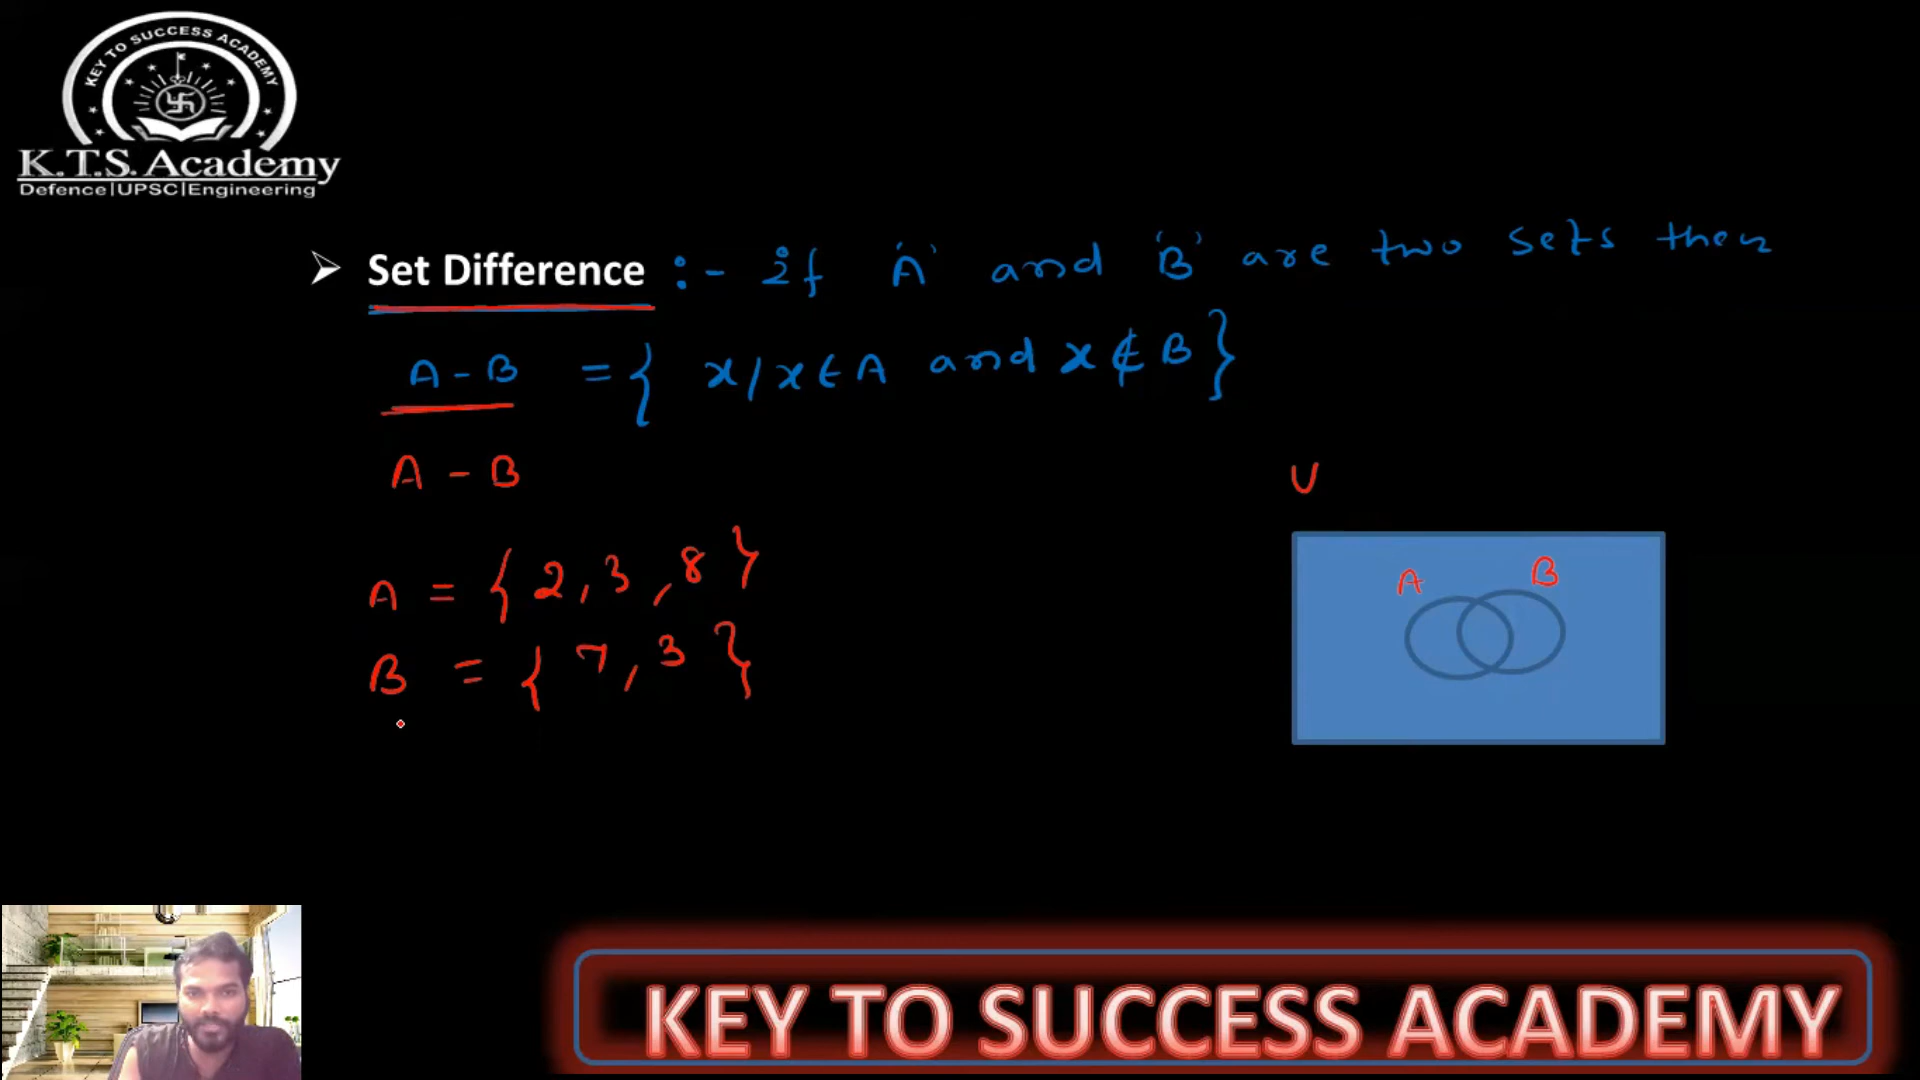 KEY TO SUCCESS ACADEMY
K.T.S. Academy
Defence|UPSC|Engineering
➢ Set Difference :- if 'A' and 'B' are two sets then
A - B = { x/x ∈ A and x ∉ B }
A - B
U
A = { 2, 3, 8 }
A B
B = { 7, 3 }
KEY TO SUCCESS ACADEMY